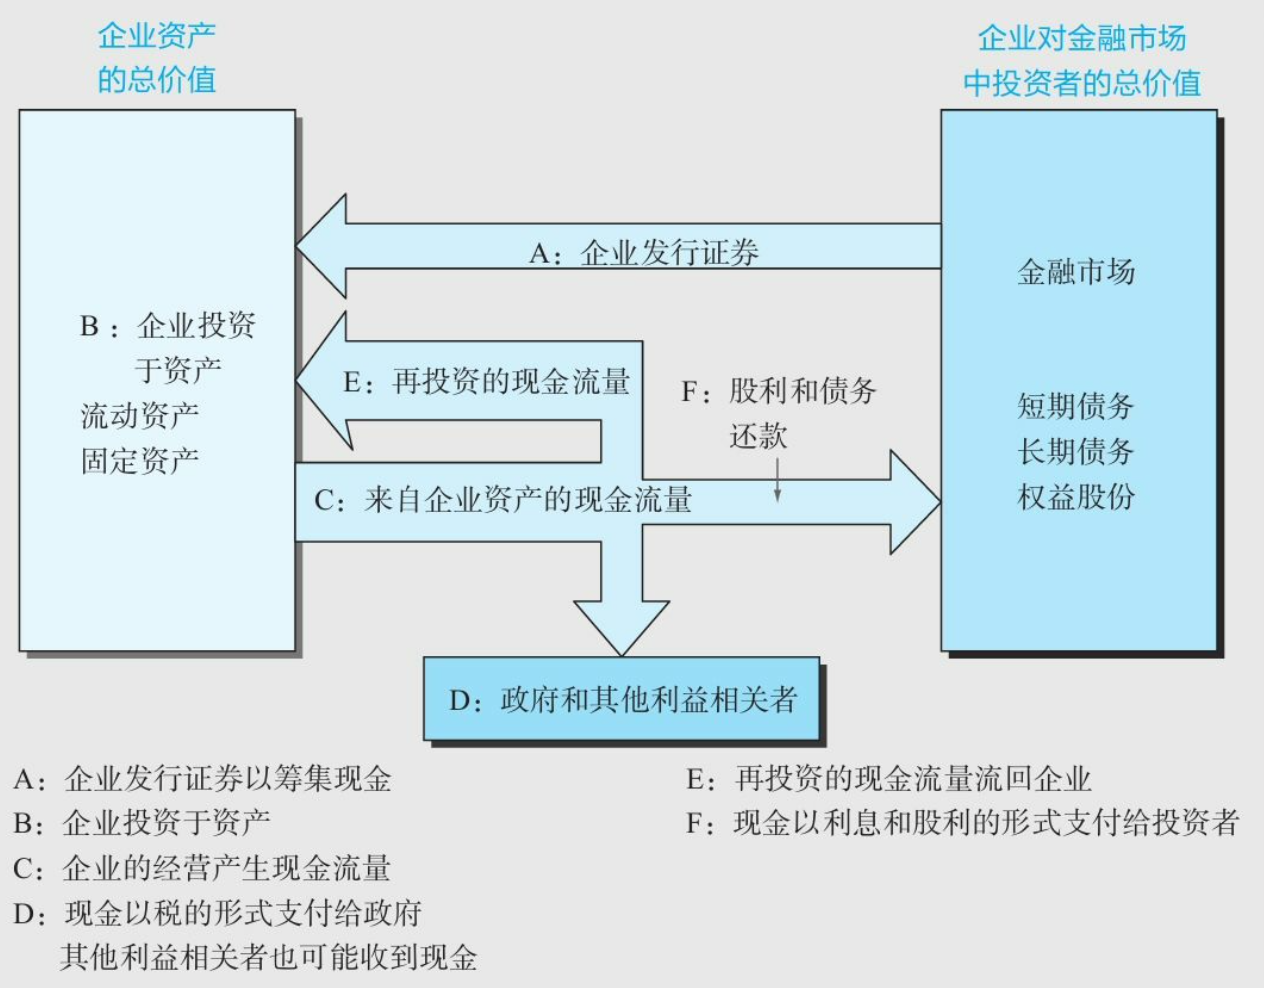 企业资产
的总价值
企业对金融市场
中投资者的总价值
A：企业发行证券
金融市场
B：企业投资
于资产
流动资产
固定资产
E：再投资的现金流量
F：股利和债务
还款
短期债务
长期债务
权益股份
C：来自企业资产的现金流量
D：政府和其他利益相关者
A：企业发行证券以筹集现金
B：企业投资于资产
C：企业的经营产生现金流量
D：现金以税的形式支付给政府
其他利益相关者也可能收到现金
E：再投资的现金流量流回企业
F：现金以利息和股利的形式支付给投资者